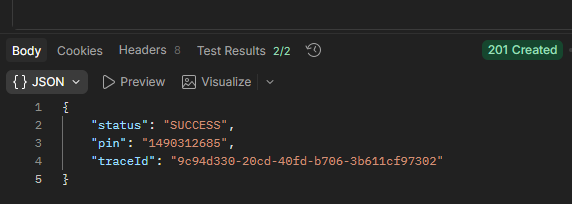 Body Cookies Headers 8 Test Results 2/2 201 Created
{} JSON Preview Visualize
1 {
2 "status": "SUCCESS",
3 "pin": "1490312685",
4 "traceId": "9c94d330-20cd-40fd-b706-3b611cf97302"
5 }